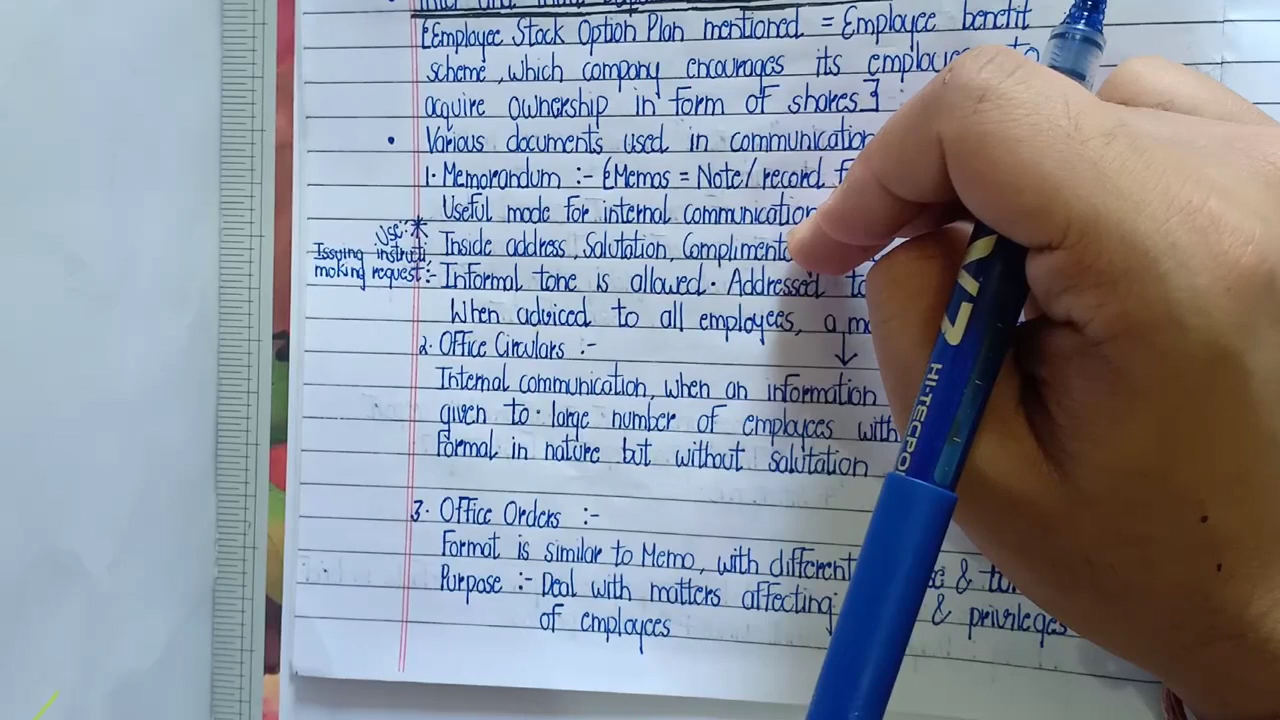 {Employee Stock Option Plan mentioned = Employee benefit
scheme, which company encourages its to
acquire ownership in form of shares}
• Various documents used in communication
1. Memorandum :- {Memos = Note/record
Useful mode for internal communication
Use: *
Issuing
making request:-
Inside address, Salutation,
Informal tone is allowed. Addressed to
When adviced to all employees, a
2. Office Circulars :-
Internal communication, when an information
given to large number of employees with
Formal in nature but without salutation
3. Office Orders :-
Format is similar to Memo, with different &
Purpose :- Deal with matters affecting & privileges
of employees
V7
HI-TECPO